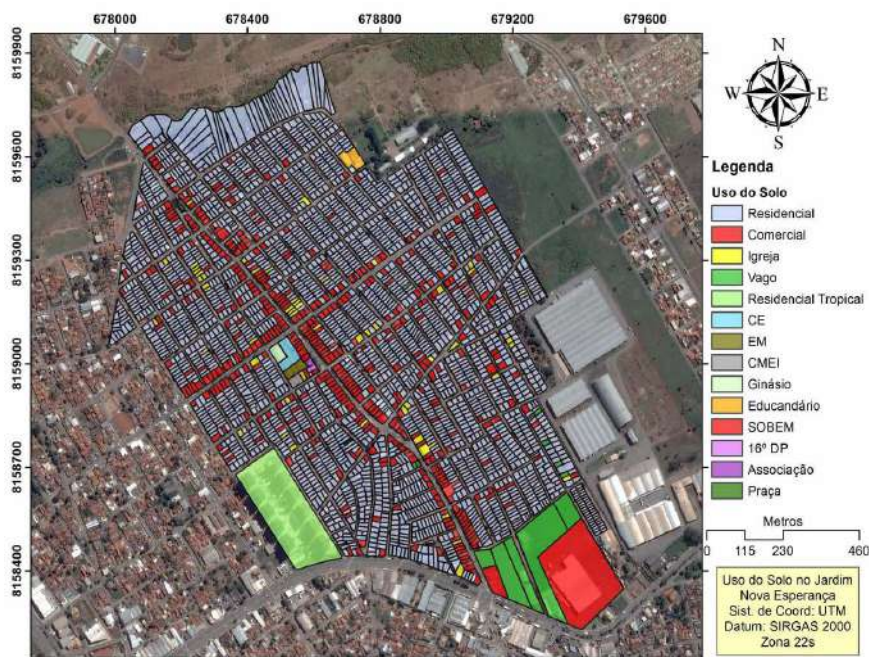 678000 678400 678800 679200 679600
8159900
8159600
8159300
8159000
8158700
8158400
N
W E
S
Legenda
Uso do Solo
Residencial
Comercial
Igreja
Vago
Residencial Tropical
CE
EM
CMEI
Ginásio
Educandário
SOBEM
16º DP
Associação
Praça
Metros
0 115 230 460
Uso do Solo no Jardim
Nova Esperança
Sist. de Coord: UTM
Datum: SIRGAS 2000
Zona 22s